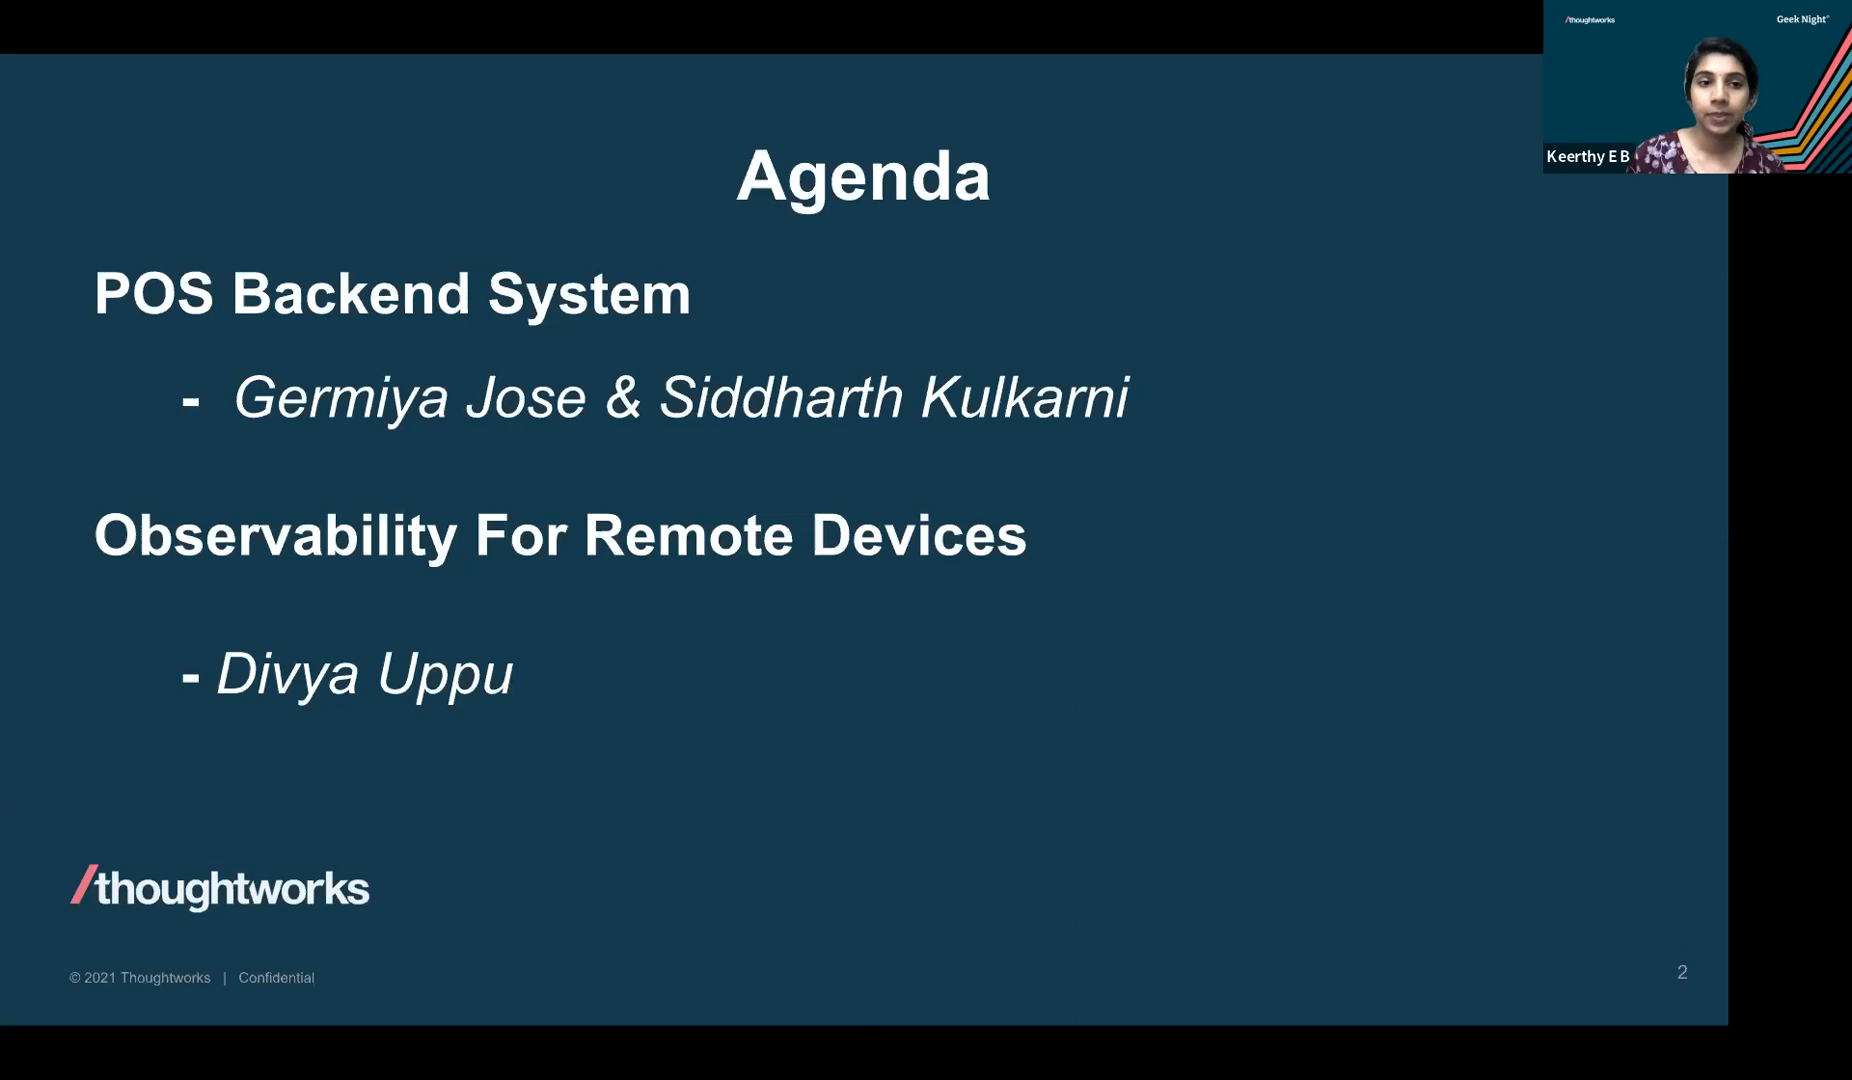 /thoughtworks
Geek Night®
Keerthy E B
Agenda
POS Backend System
- Germiya Jose & Siddharth Kulkarni
Observability For Remote Devices
- Divya Uppu
/thoughtworks
© 2021 Thoughtworks | Confidential
2